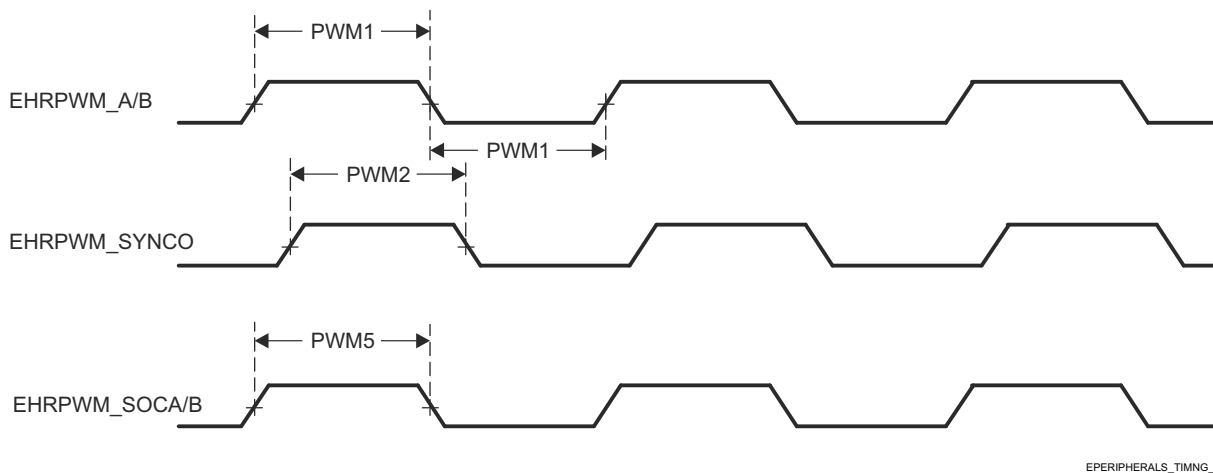 PWM1
EHRPWM_A/B
PWM1
PWM2
EHRPWM_SYNCO
PWM5
EHRPWM_SOCA/B
EPERIPHERALS_TIMNG_